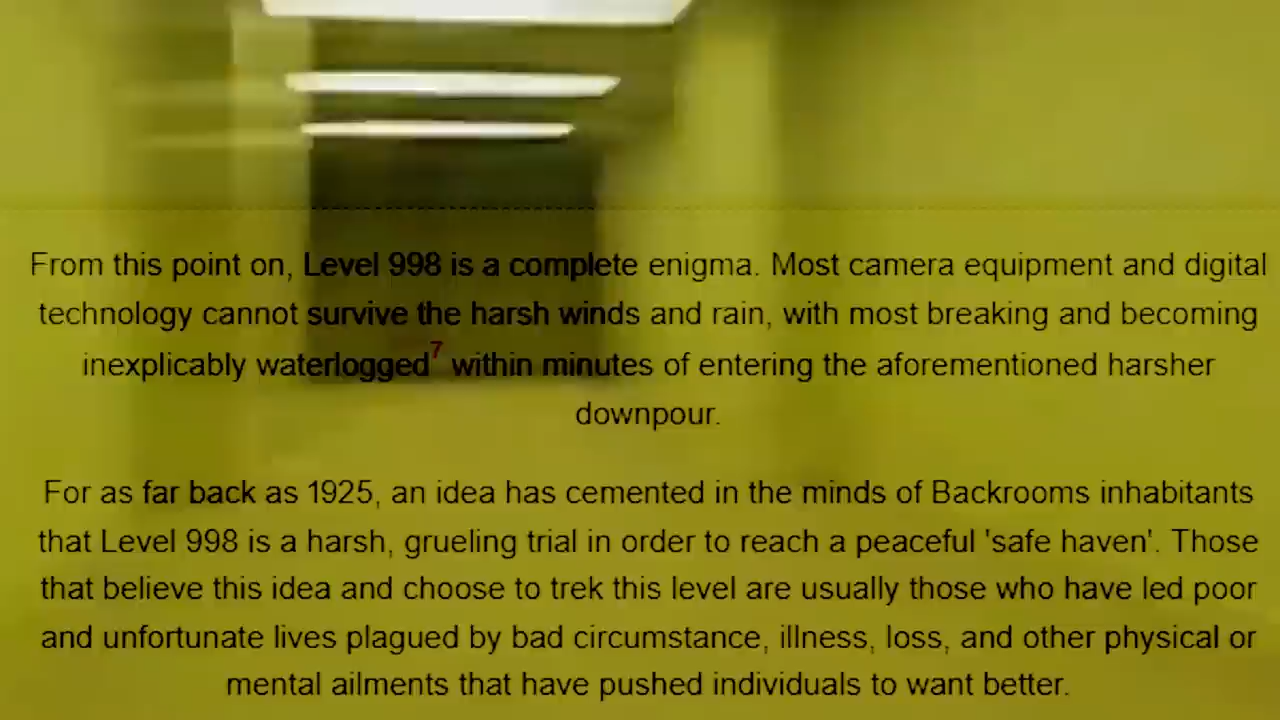 From this point on, Level 998 is a complete enigma. Most camera equipment and digital
technology cannot survive the harsh winds and rain, with most breaking and becoming
inexplicably waterlogged7 within minutes of entering the aforementioned harsher
downpour.
For as far back as 1925, an idea has cemented in the minds of Backrooms inhabitants
that Level 998 is a harsh, grueling trial in order to reach a peaceful 'safe haven'. Those
that believe this idea and choose to trek this level are usually those who have led poor
and unfortunate lives plagued by bad circumstance, illness, loss, and other physical or
mental ailments that have pushed individuals to want better.